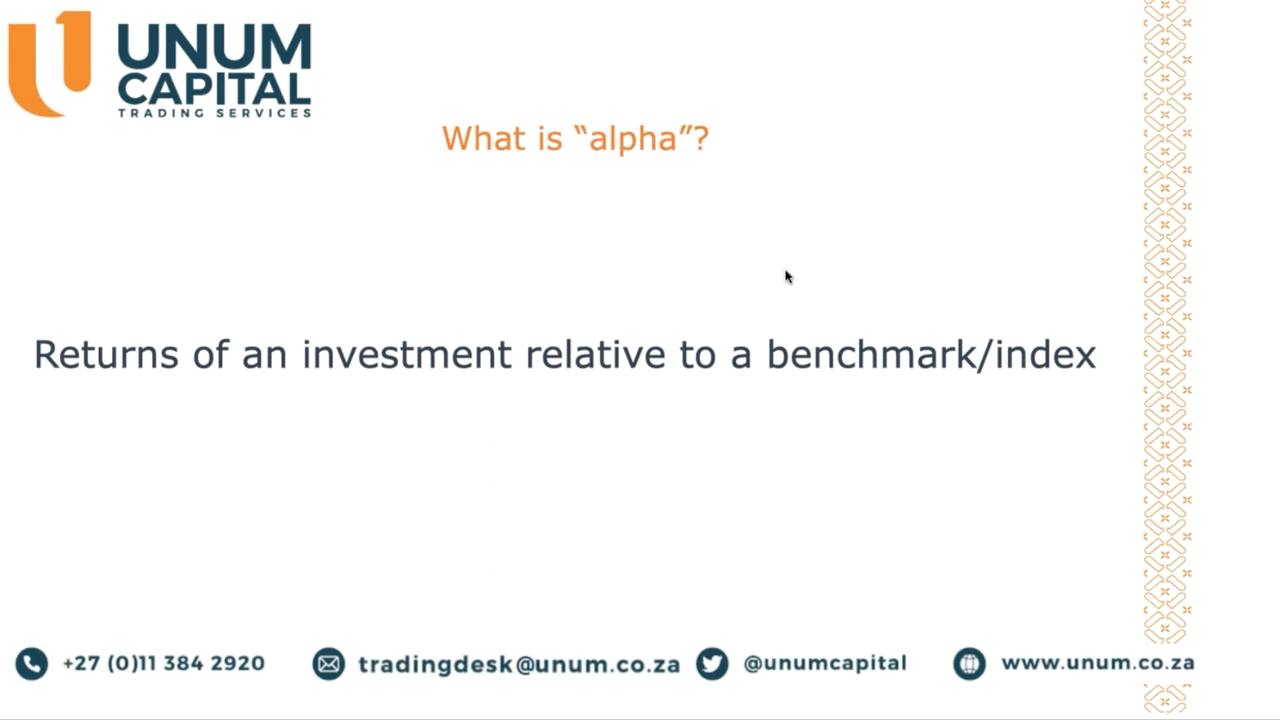 UNUM
CAPITAL
TRADING SERVICES
What is “alpha”?
Returns of an investment relative to a benchmark/index
+27 (0)11 384 2920 tradingdesk@unum.co.za @unumcapital www.unum.co.za